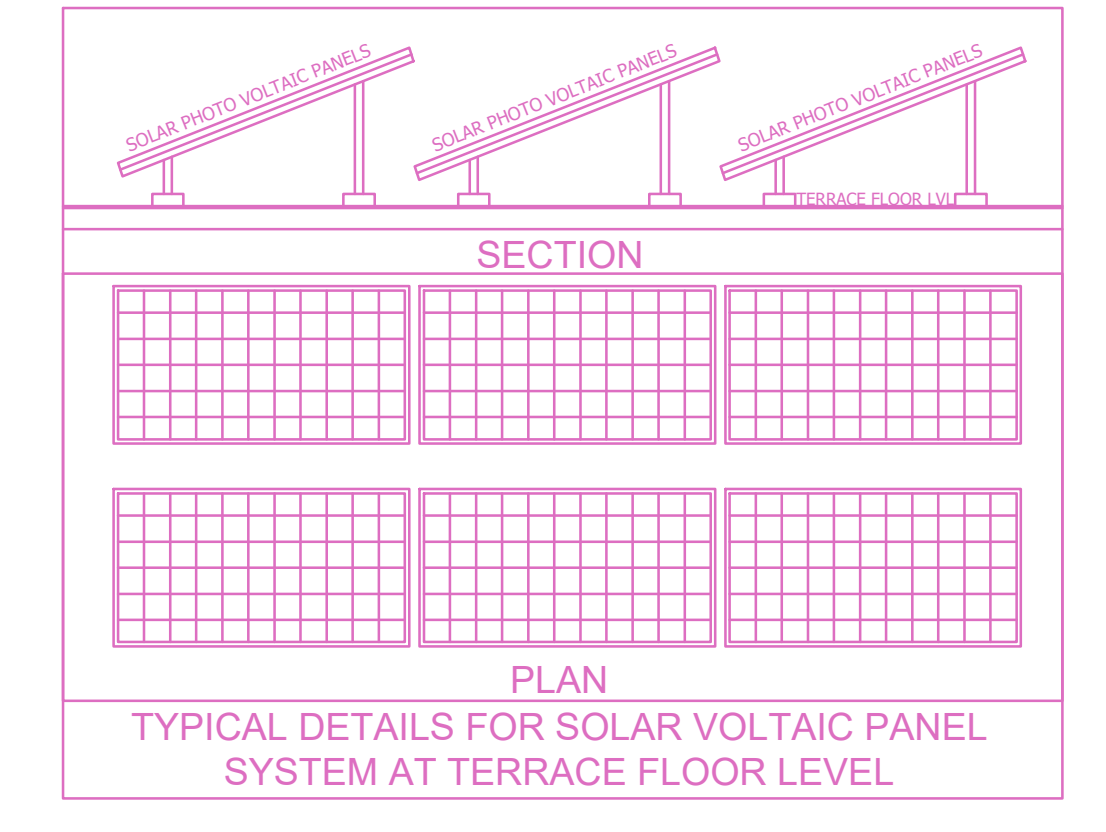 SOLAR PHOTO VOLTAIC PANELS
SOLAR PHOTO VOLTAIC PANELS
SOLAR PHOTO VOLTAIC PANELS
TERRACE FLOOR LVL
SECTION
PLAN
TYPICAL DETAILS FOR SOLAR VOLTAIC PANEL
SYSTEM AT TERRACE FLOOR LEVEL